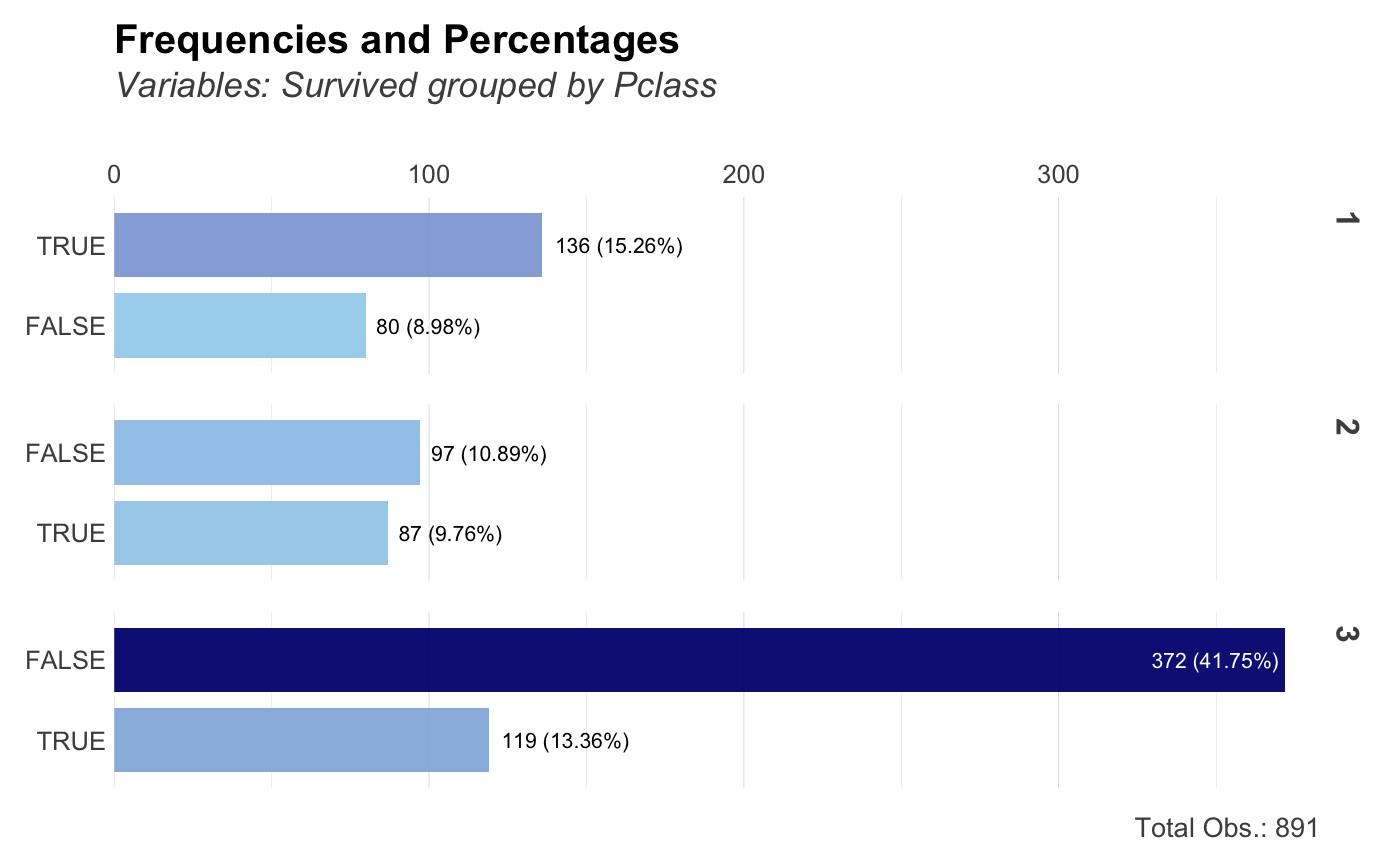 Frequencies and Percentages
Variables: Survived grouped by Pclass
0 100 200 300
1
TRUE 136 (15.26%)
FALSE 80 (8.98%)
2
FALSE 97 (10.89%)
TRUE 87 (9.76%)
3
FALSE 372 (41.75%)
TRUE 119 (13.36%)
Total Obs.: 891